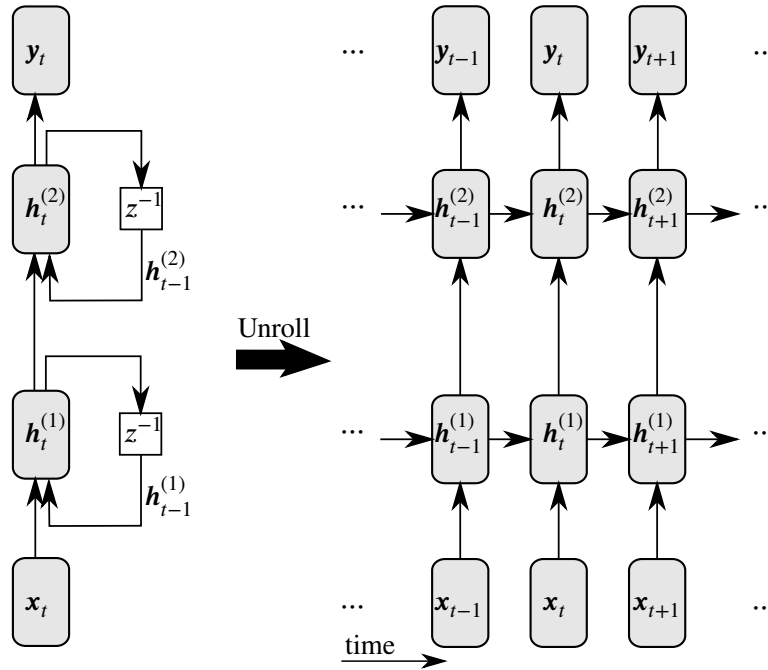 y_t
h_t^{(2)}
z^{-1}
h_{t-1}^{(2)}
h_t^{(1)}
z^{-1}
h_{t-1}^{(1)}
x_t
Unroll
... y_{t-1} y_t y_{t+1} ..
... h_{t-1}^{(2)} h_t^{(2)} h_{t+1}^{(2)} ..
... h_{t-1}^{(1)} h_t^{(1)} h_{t+1}^{(1)} ..
... x_{t-1} x_t x_{t+1} ..
time